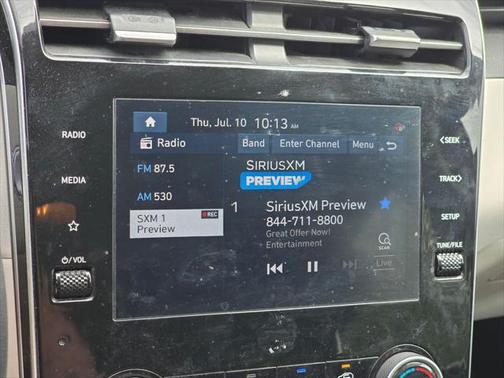 Thu, Jul. 10 10:13 AM
Radio
Band Enter Channel Menu
RADIO
MEDIA
/VOL
FM 87.5
AM 530
SXM 1 REC
Preview
SIRIUSXM
PREVIEW
1 SiriusXM Preview
844-711-8800
Great Offer Now!
Entertainment
SCAN
Live
<SEEK
TRACK>
SETUP
TUNE/FILE